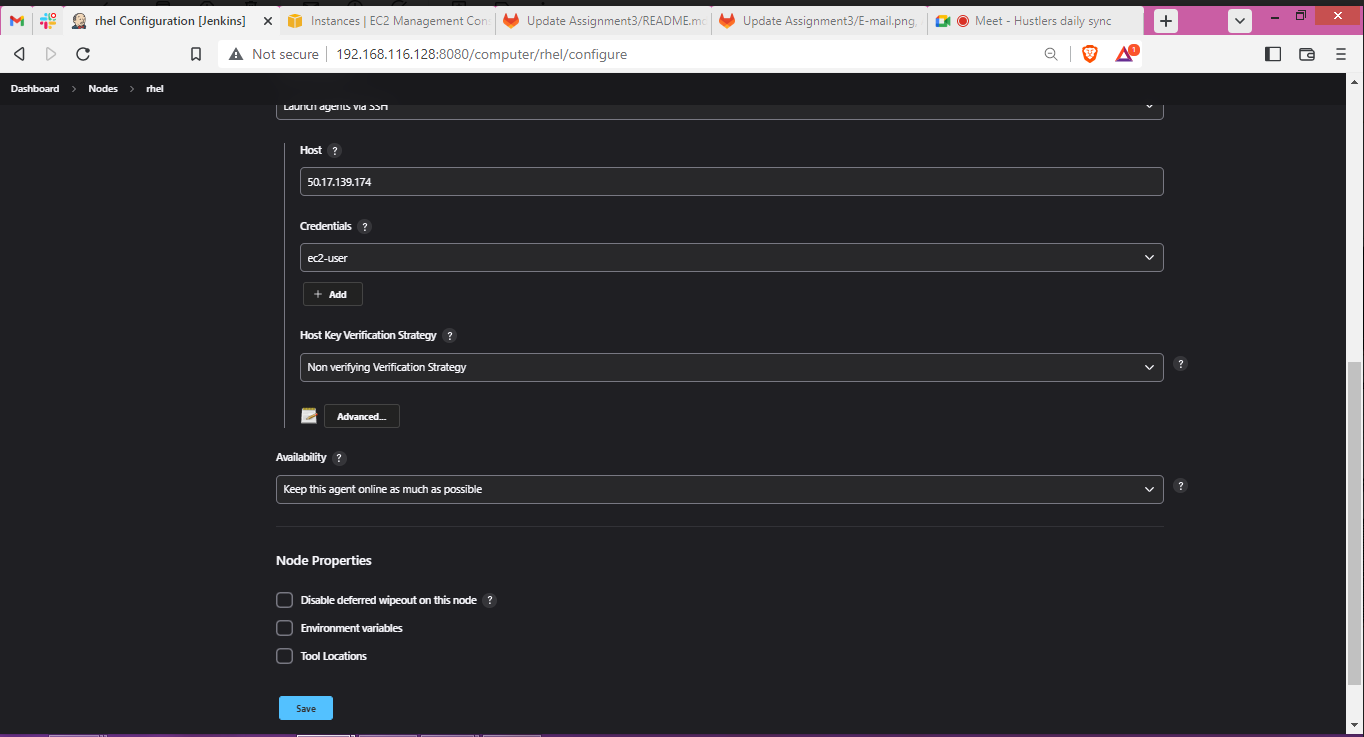 rhel Configuration [Jenkins]
Instances | EC2 Management Con
Update Assignment3/README.m
Update Assignment3/E-mail.png,
Meet - Hustlers daily sync
Not secure
192.168.116.128:8080/computer/rhel/configure
1
Dashboard
Nodes
rhel
Launch agents via SSH
Host ?
50.17.139.174
Credentials ?
ec2-user
+ Add
Host Key Verification Strategy ?
Non verifying Verification Strategy
?
Advanced...
Availability ?
Keep this agent online as much as possible
?
Node Properties
Disable deferred wipeout on this node ?
Environment variables
Tool Locations
Save